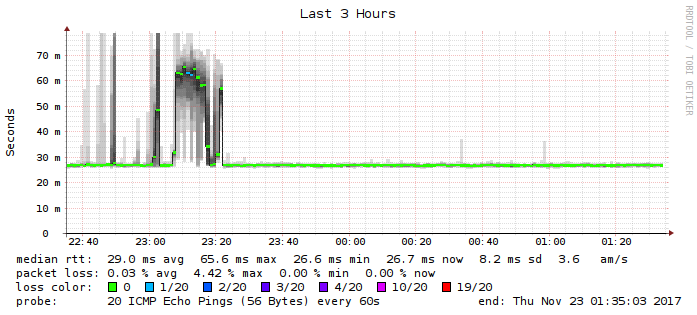 Last 3 Hours
RRDTOOL / TOBI OETIKER
Seconds
70 m
60 m
50 m
40 m
30 m
20 m
10 m
0
22:40 23:00 23:20 23:40 00:00 00:20 00:40 01:00 01:20
median rtt: 29.0 ms avg 65.6 ms max 26.6 ms min 26.7 ms now 8.2 ms sd 3.6 am/s
packet loss: 0.03 % avg 4.42 % max 0.00 % min 0.00 % now
loss color: 0 1/20 2/20 3/20 4/20 10/20 19/20
probe: 20 ICMP Echo Pings (56 Bytes) every 60s end: Thu Nov 23 01:35:03 2017